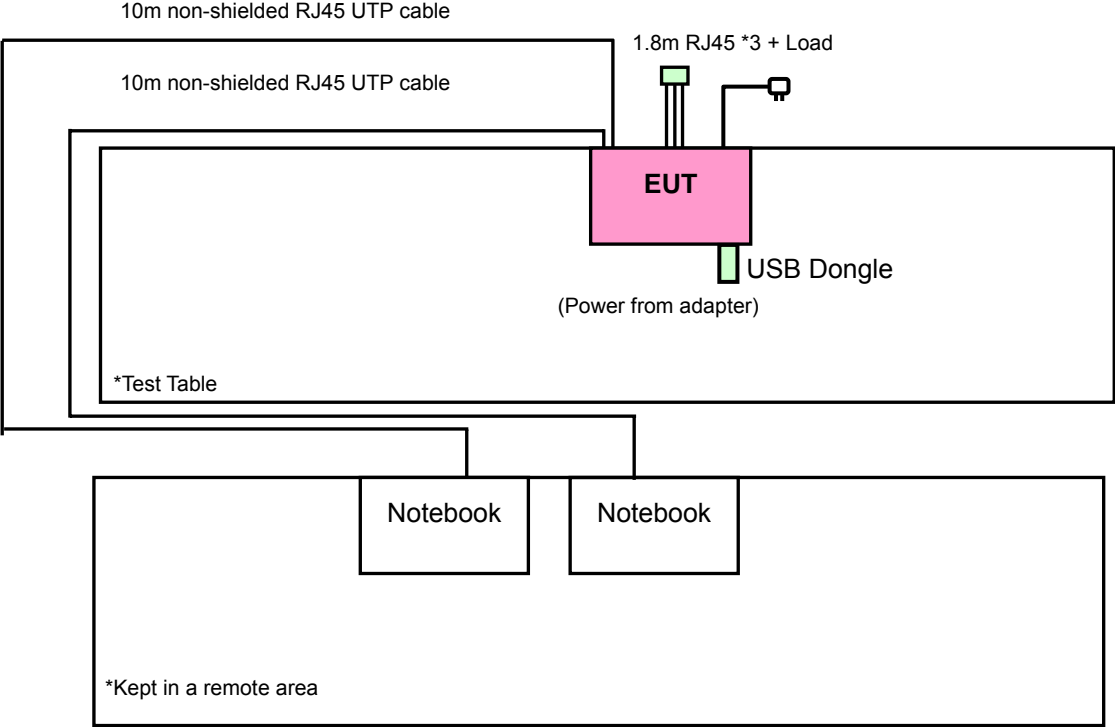 10m non-shielded RJ45 UTP cable
1.8m RJ45 *3 + Load
10m non-shielded RJ45 UTP cable
EUT
USB Dongle
(Power from adapter)
*Test Table
Notebook
Notebook
*Kept in a remote area